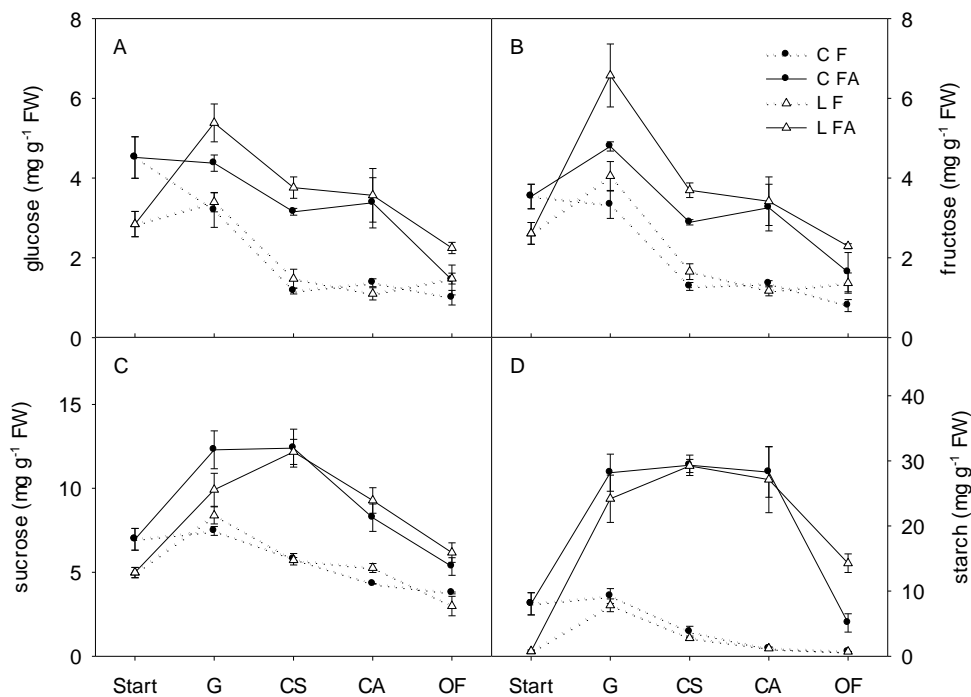 8
6
4
2
0
glucose (mg g⁻¹ FW)
A
B
C F
C FA
L F
L FA
8
6
4
2
0
fructose (mg g⁻¹ FW)
15
10
5
0
sucrose (mg g⁻¹ FW)
C
D
40
30
20
10
0
starch (mg g⁻¹ FW)
Start G CS CA OF
Start G CS CA OF